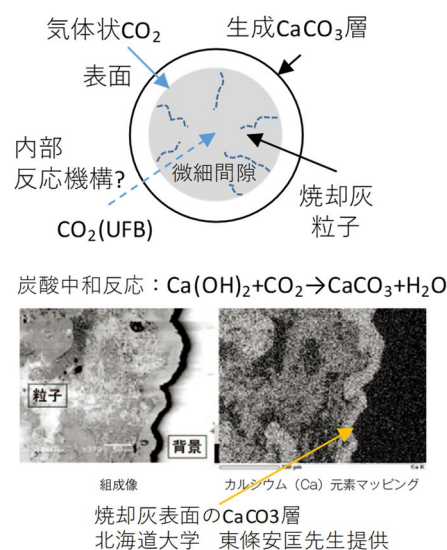 気体状CO₂
生成CaCO₃層
表面
内部
反応機構?
微細間隙
焼却灰
粒子
CO₂(UFB)
炭酸中和反応：Ca(OH)₂+CO₂→CaCO₃+H₂O
粒子
背景
組成像
カルシウム（Ca）元素マッピング
焼却灰表面のCaCO3層
北海道大学　東條安匡先生提供